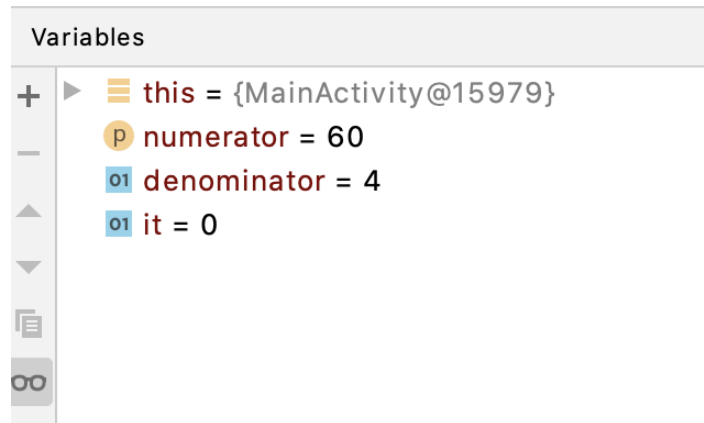 Variables
this = {MainActivity@15979}
p numerator = 60
01 denominator = 4
01 it = 0